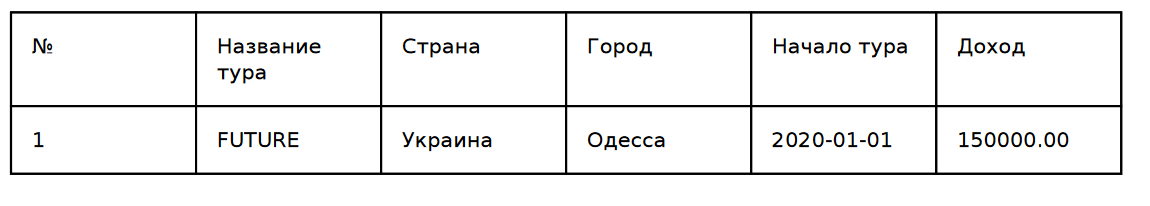 № Название тура Страна Город Начало тура Доход
1 FUTURE Украина Одесса 2020-01-01 150000.00